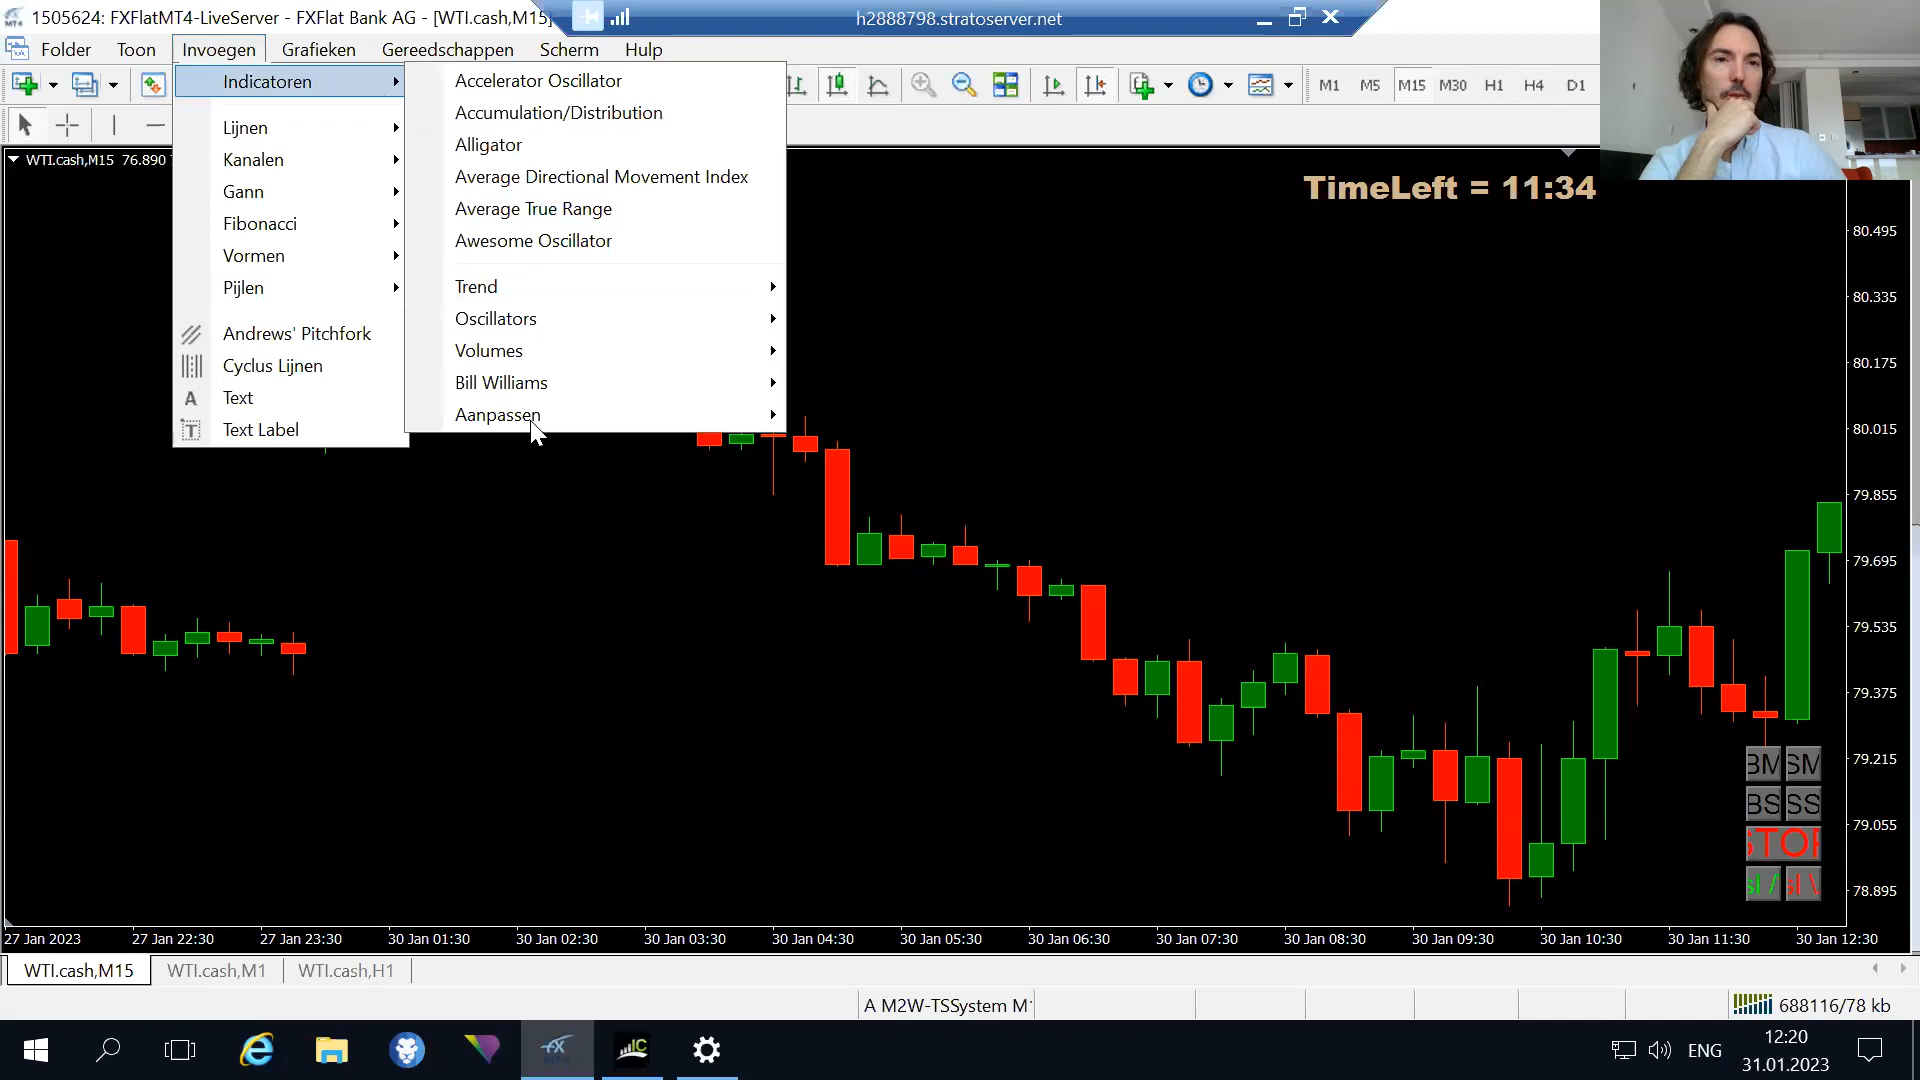 1505624: FXFlatMT4-LiveServer - FXFlat Bank AG - [WTI.cash,M15]
h2888798.stratoserver.net
Folder Toon Invoegen Grafieken Gereedschappen Scherm Hulp
M1 M5 M15 M30 H1 H4 D1
Indicatoren
Lijnen
Kanalen
Gann
Fibonacci
Vormen
Pijlen
Andrews' Pitchfork
Cyclus Lijnen
Text
Text Label
Accelerator Oscillator
Accumulation/Distribution
Alligator
Average Directional Movement Index
Average True Range
Awesome Oscillator
Trend
Oscillators
Volumes
Bill Williams
Aanpassen
WTI.cash,M15 76.890
TimeLeft = 11:34
80.495
80.335
80.175
80.015
79.855
79.695
79.535
79.375
79.215
79.055
78.895
BM SM
BS SS
STOP
sl / sl \
27 Jan 2023 27 Jan 22:30 27 Jan 23:30 30 Jan 01:30 30 Jan 02:30 30 Jan 03:30 30 Jan 04:30 30 Jan 05:30 30 Jan 06:30 30 Jan 07:30 30 Jan 08:30 30 Jan 09:30 30 Jan 10:30 30 Jan 11:30 30 Jan 12:30
WTI.cash,M15 WTI.cash,M1 WTI.cash,H1
A M2W-TSSystem M
688116/78 kb
FX MT4
IC
ENG
12:20
31.01.2023